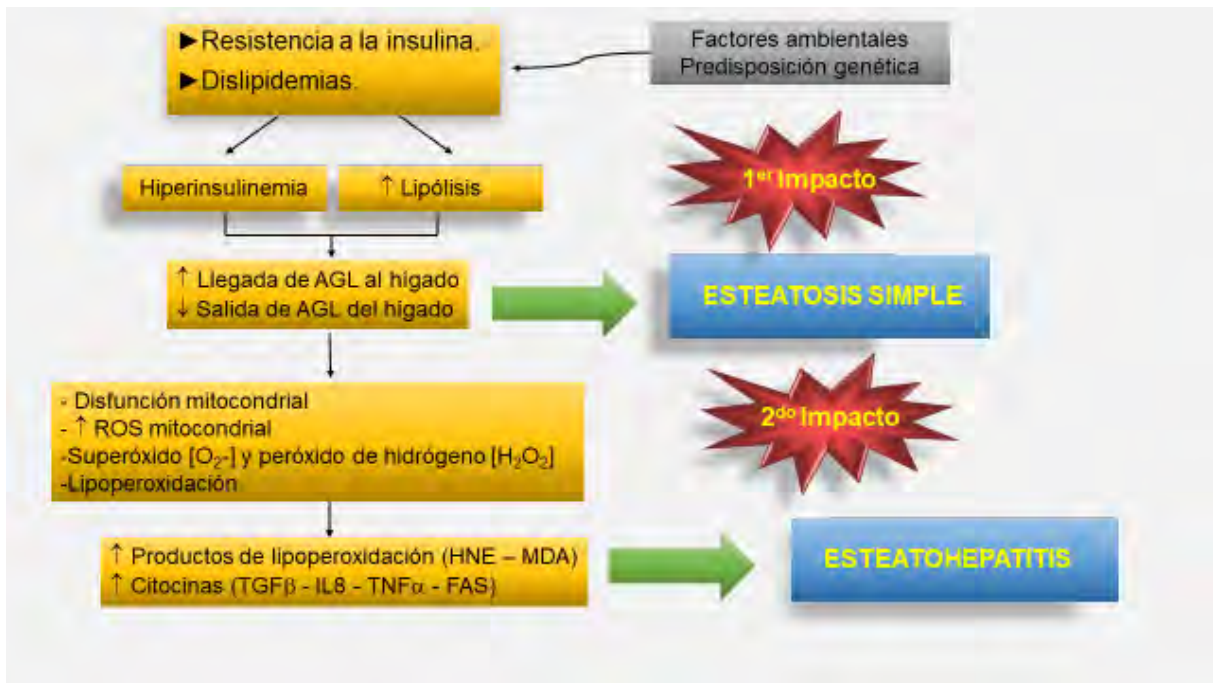 ►Resistencia a la insulina.
►Dislipidemias.
Factores ambientales
Predisposición genética
Hiperinsulinemia
↑ Lipólisis
1er Impacto
↑ Llegada de AGL al hígado
↓ Salida de AGL del hígado
ESTEATOSIS SIMPLE
- Disfunción mitocondrial
- ↑ ROS mitocondrial
-Superóxido [O₂-] y peróxido de hidrógeno [H₂O₂]
-Lipoperoxidación
2do Impacto
↑ Productos de lipoperoxidación (HNE – MDA)
↑ Citocinas (TGFβ - IL8 - TNFα - FAS)
ESTEATOHEPATITIS